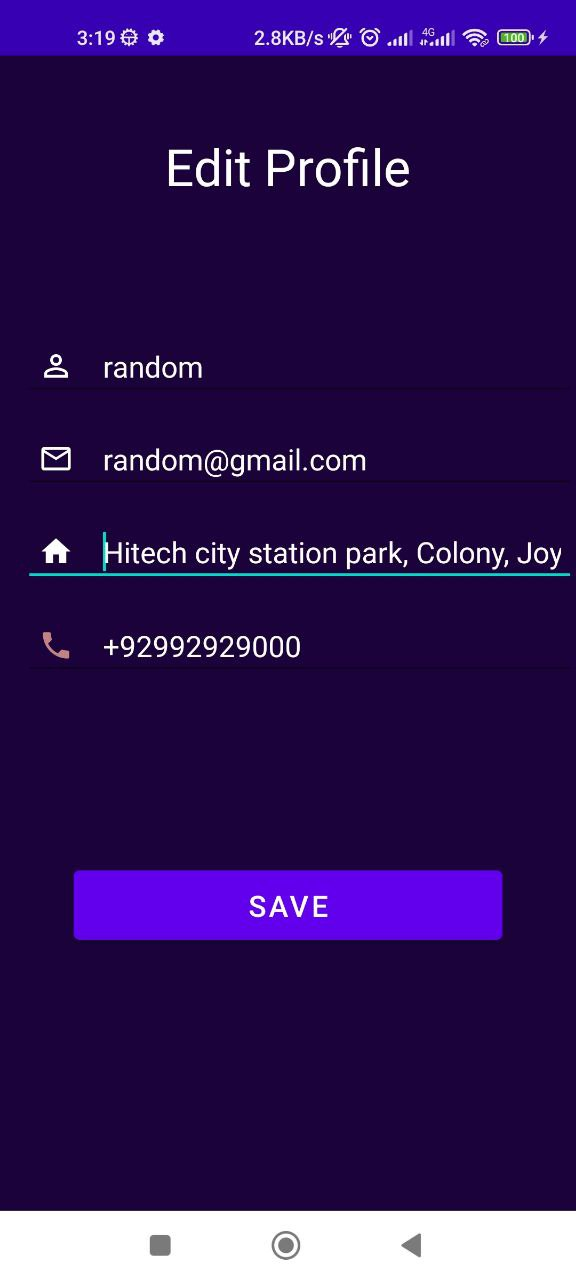 3:19 2.8KB/s 4G 100
Edit Profile
random
random@gmail.com
Hitech city station park, Colony, Joy
+92992929000
SAVE